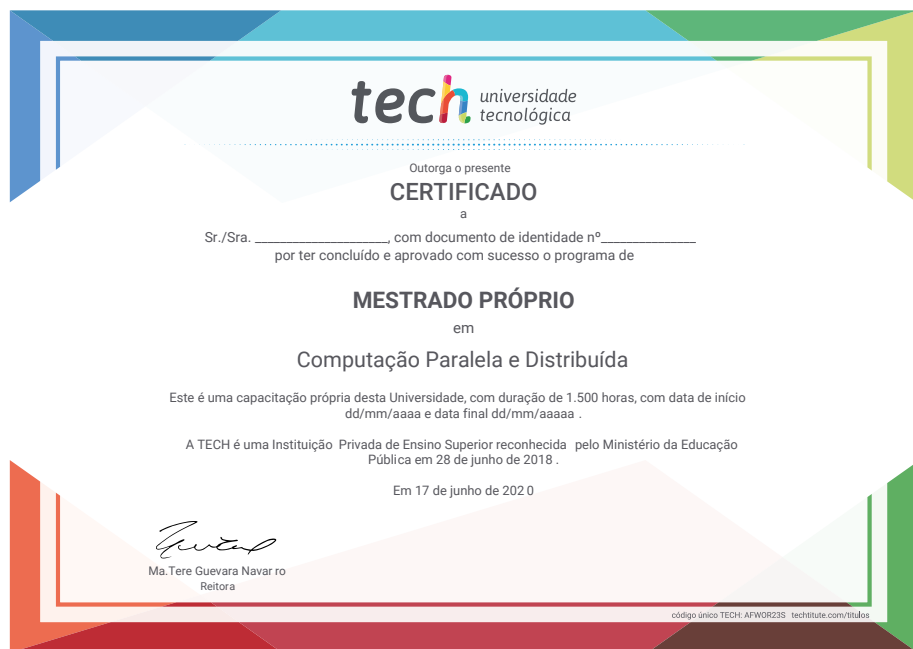 tech universidade
tecnológica
Outorga o presente
CERTIFICADO
a
Sr./Sra. ____________________, com documento de identidade nº______________
por ter concluído e aprovado com sucesso o programa de
MESTRADO PRÓPRIO
em
Computação Paralela e Distribuída
Este é uma capacitação própria desta Universidade, com duração de 1.500 horas, com data de início
dd/mm/aaaa e data final dd/mm/aaaaa .
A TECH é uma Instituição Privada de Ensino Superior reconhecida pelo Ministério da Educação
Pública em 28 de junho de 2018 .
Em 17 de junho de 202 0
Ma.Tere Guevara Navar ro
Reitora
código único TECH: AFWOR23S techtitute.com/titulos